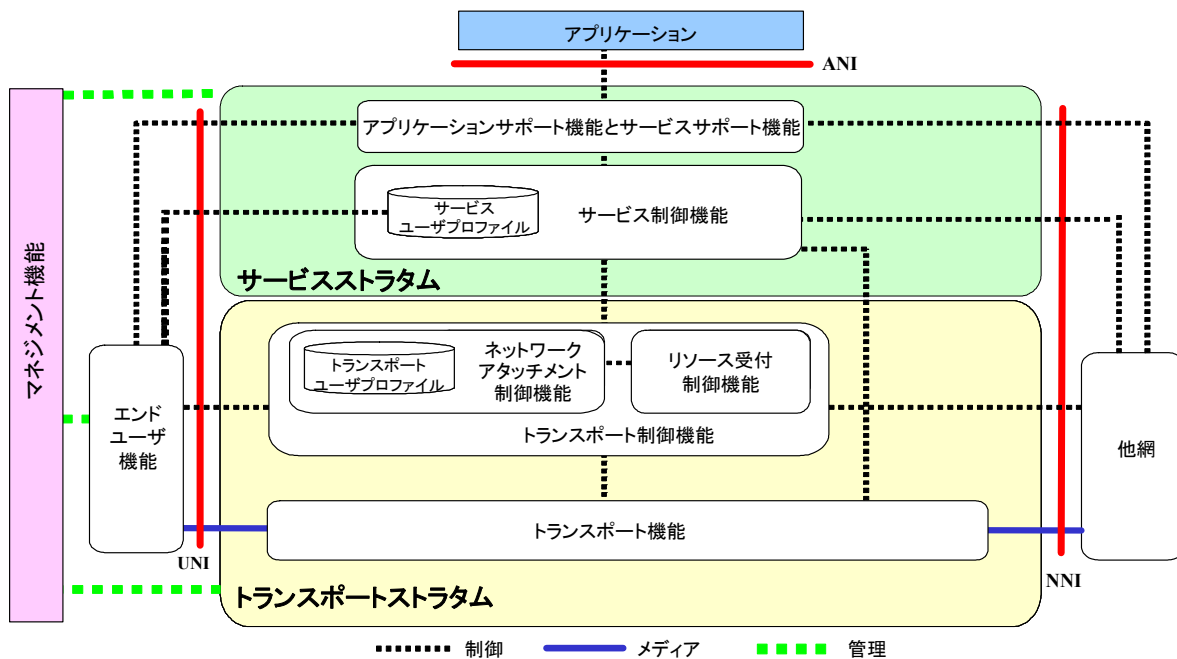 アプリケーション
ANI
マネジメント機能
アプリケーションサポート機能とサービスサポート機能
サービス
ユーザプロファイル
サービス制御機能
サービスストラタム
トランスポート
ユーザプロファイル
ネットワーク
アタッチメント
制御機能
リソース受付
制御機能
トランスポート制御機能
エンド
ユーザ
機能
他網
トランスポート機能
UNI
NNI
トランスポートストラタム
制御
メディア
管理